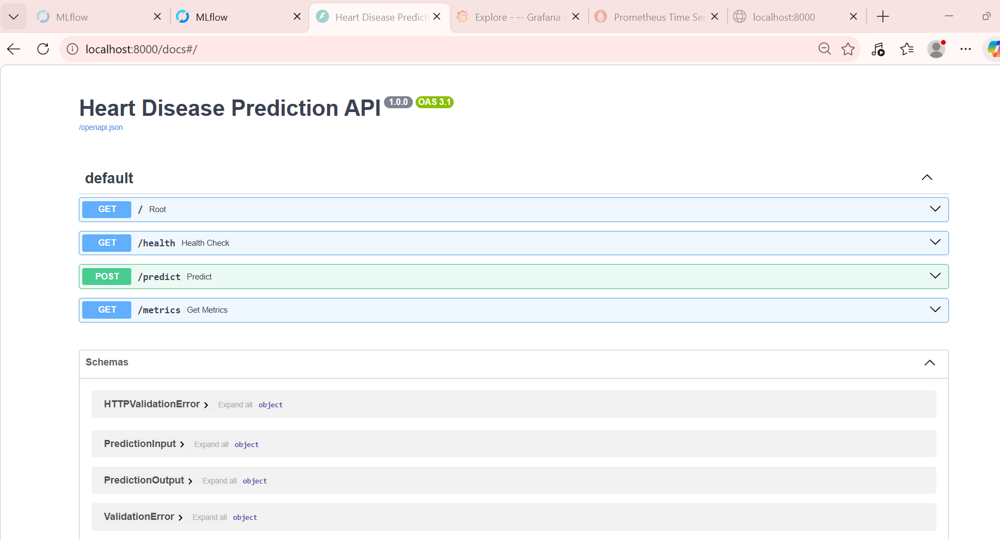 MLflow
MLflow
Heart Disease Predicti
Explore - -- Grafana -
Prometheus Time Ser
localhost:8000
localhost:8000/docs#/
Heart Disease Prediction API 1.0.0 OAS 3.1
/openapi.json
default
GET / Root
GET /health Health Check
POST /predict Predict
GET /metrics Get Metrics
Schemas
HTTPValidationError Expand all object
PredictionInput Expand all object
PredictionOutput Expand all object
ValidationError Expand all object